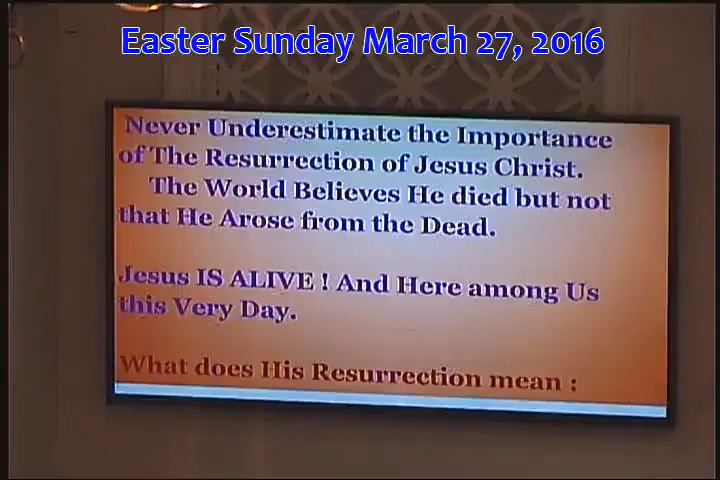 Easter Sunday March 27, 2016
Never Underestimate the Importance
of The Resurrection of Jesus Christ.
The World Believes He died but not
that He Arose from the Dead.
Jesus IS ALIVE ! And Here among Us
this Very Day.
What does His Resurrection mean :